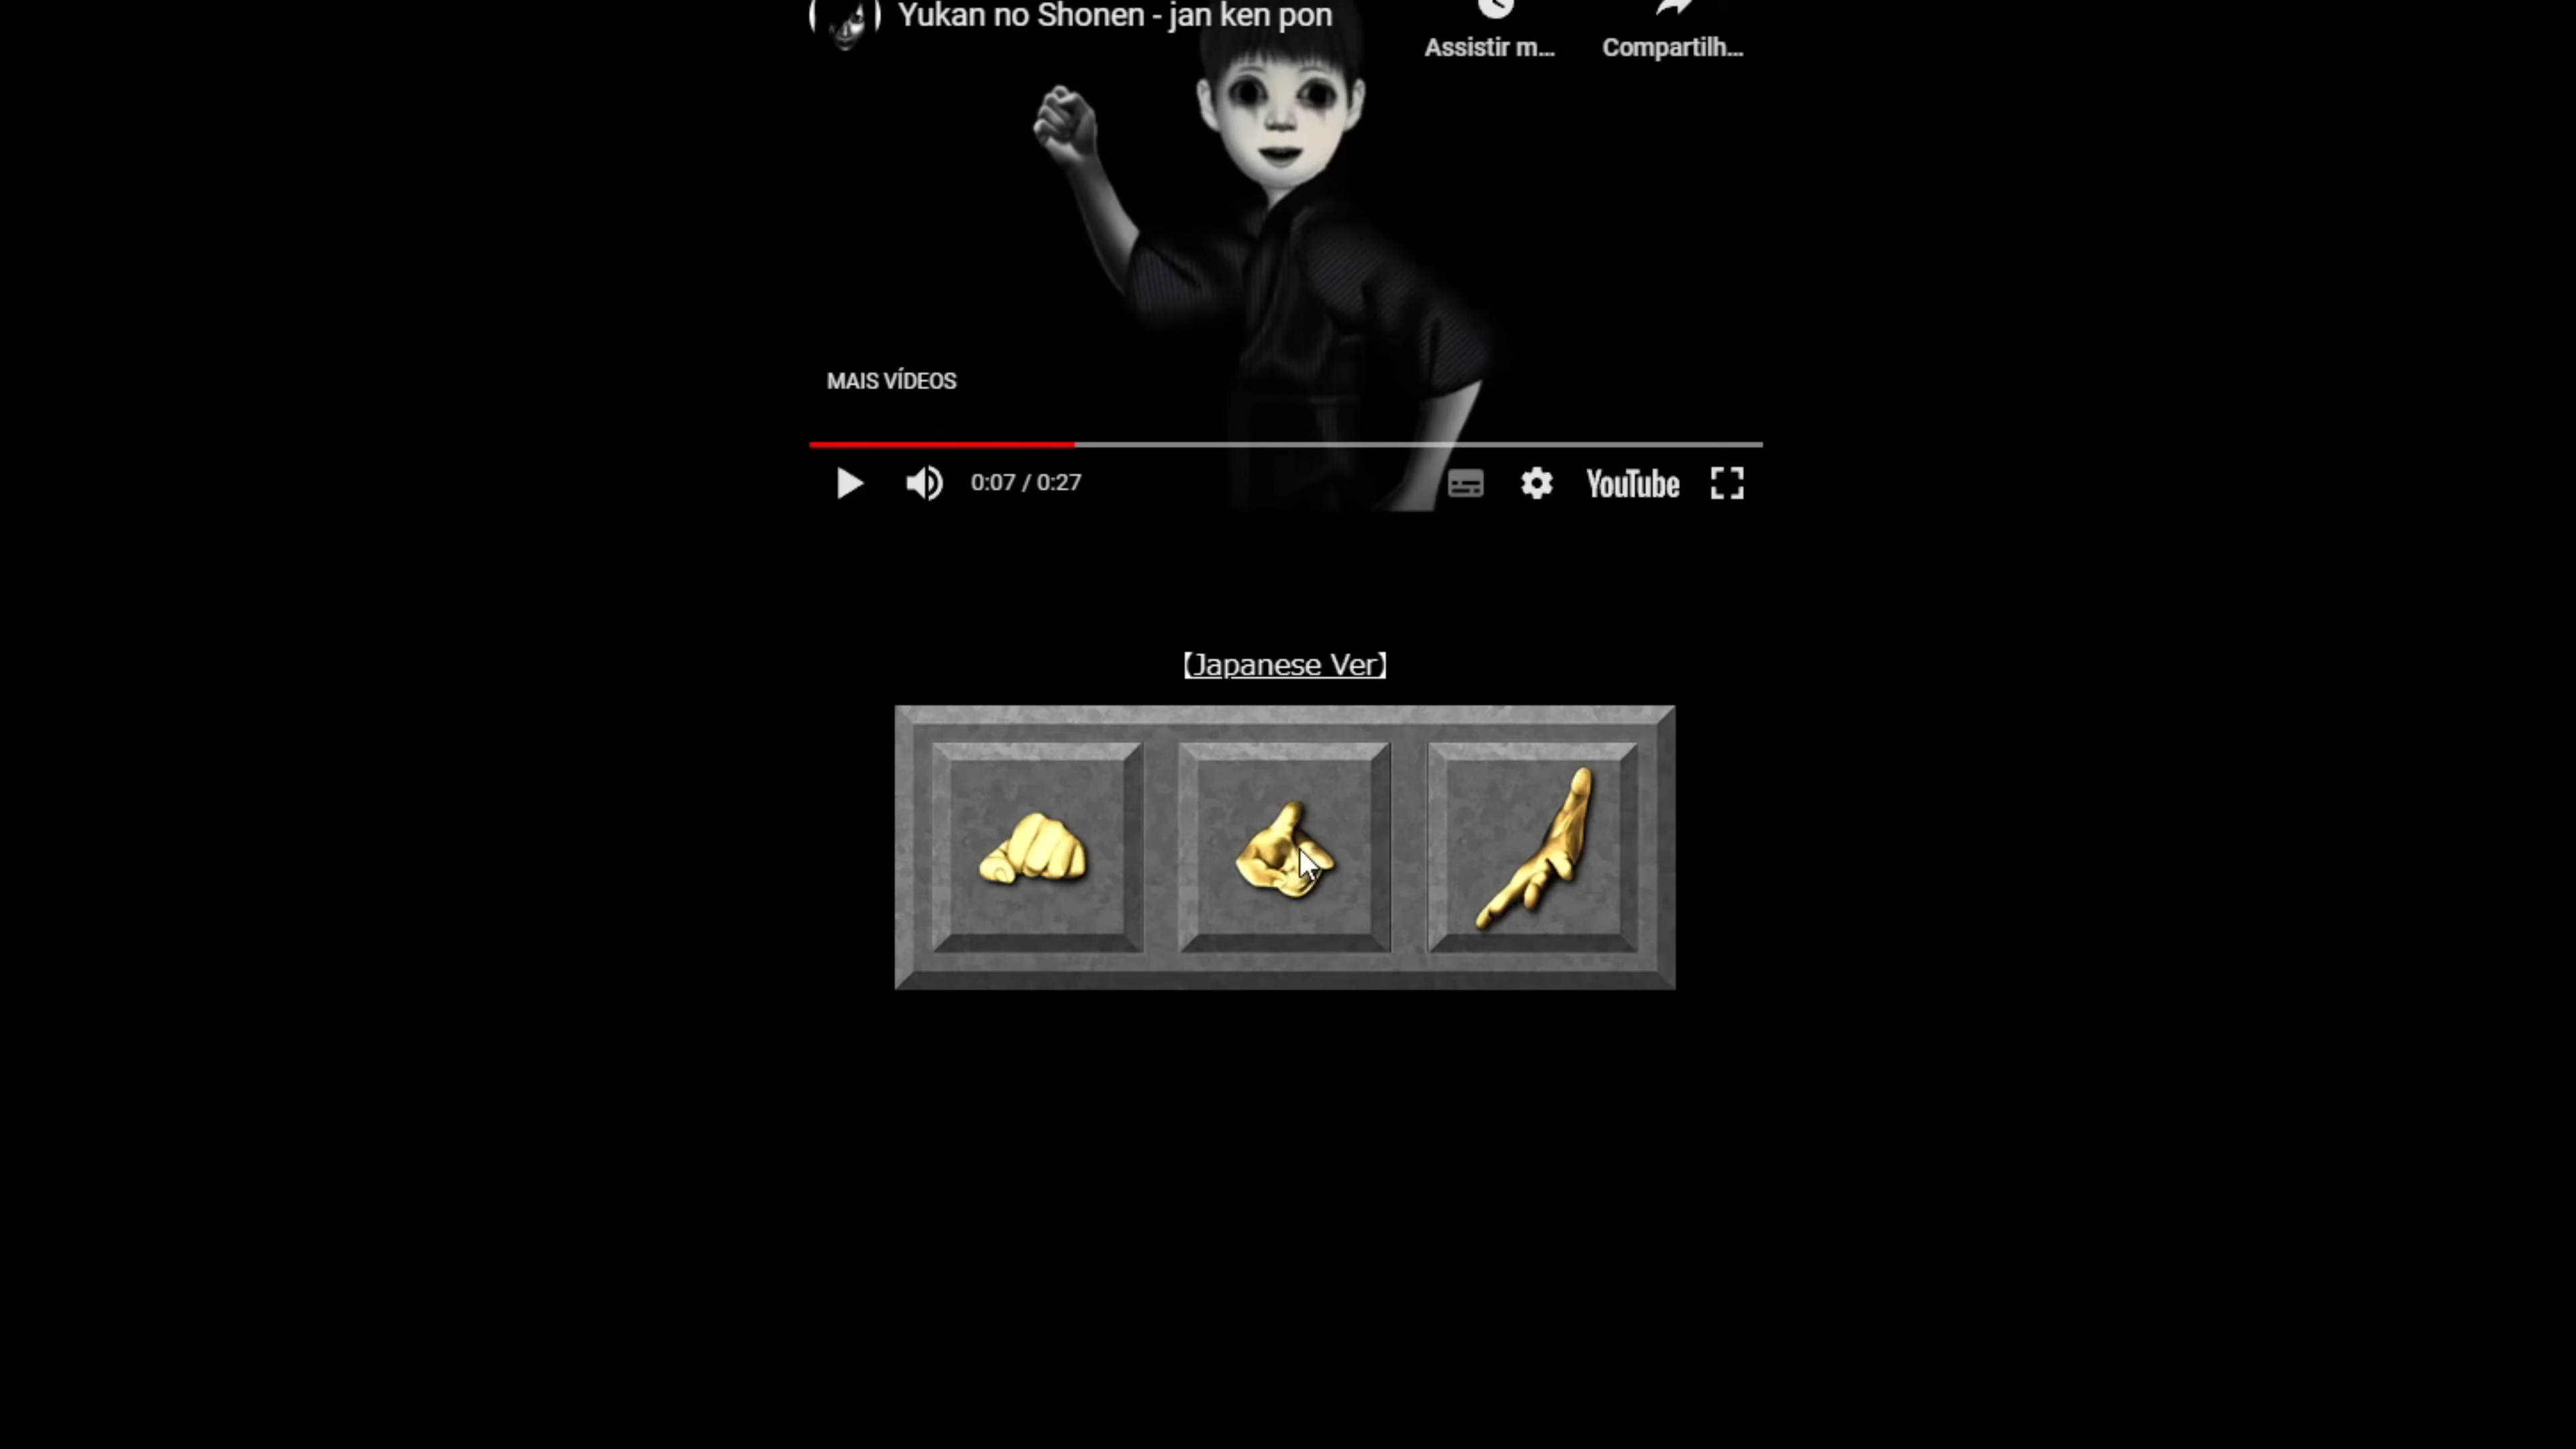 Yukan no Shonen - jan ken pon
Assistir m...
Compartilh...
MAIS VÍDEOS
0:07 / 0:27
YouTube
【Japanese Ver】